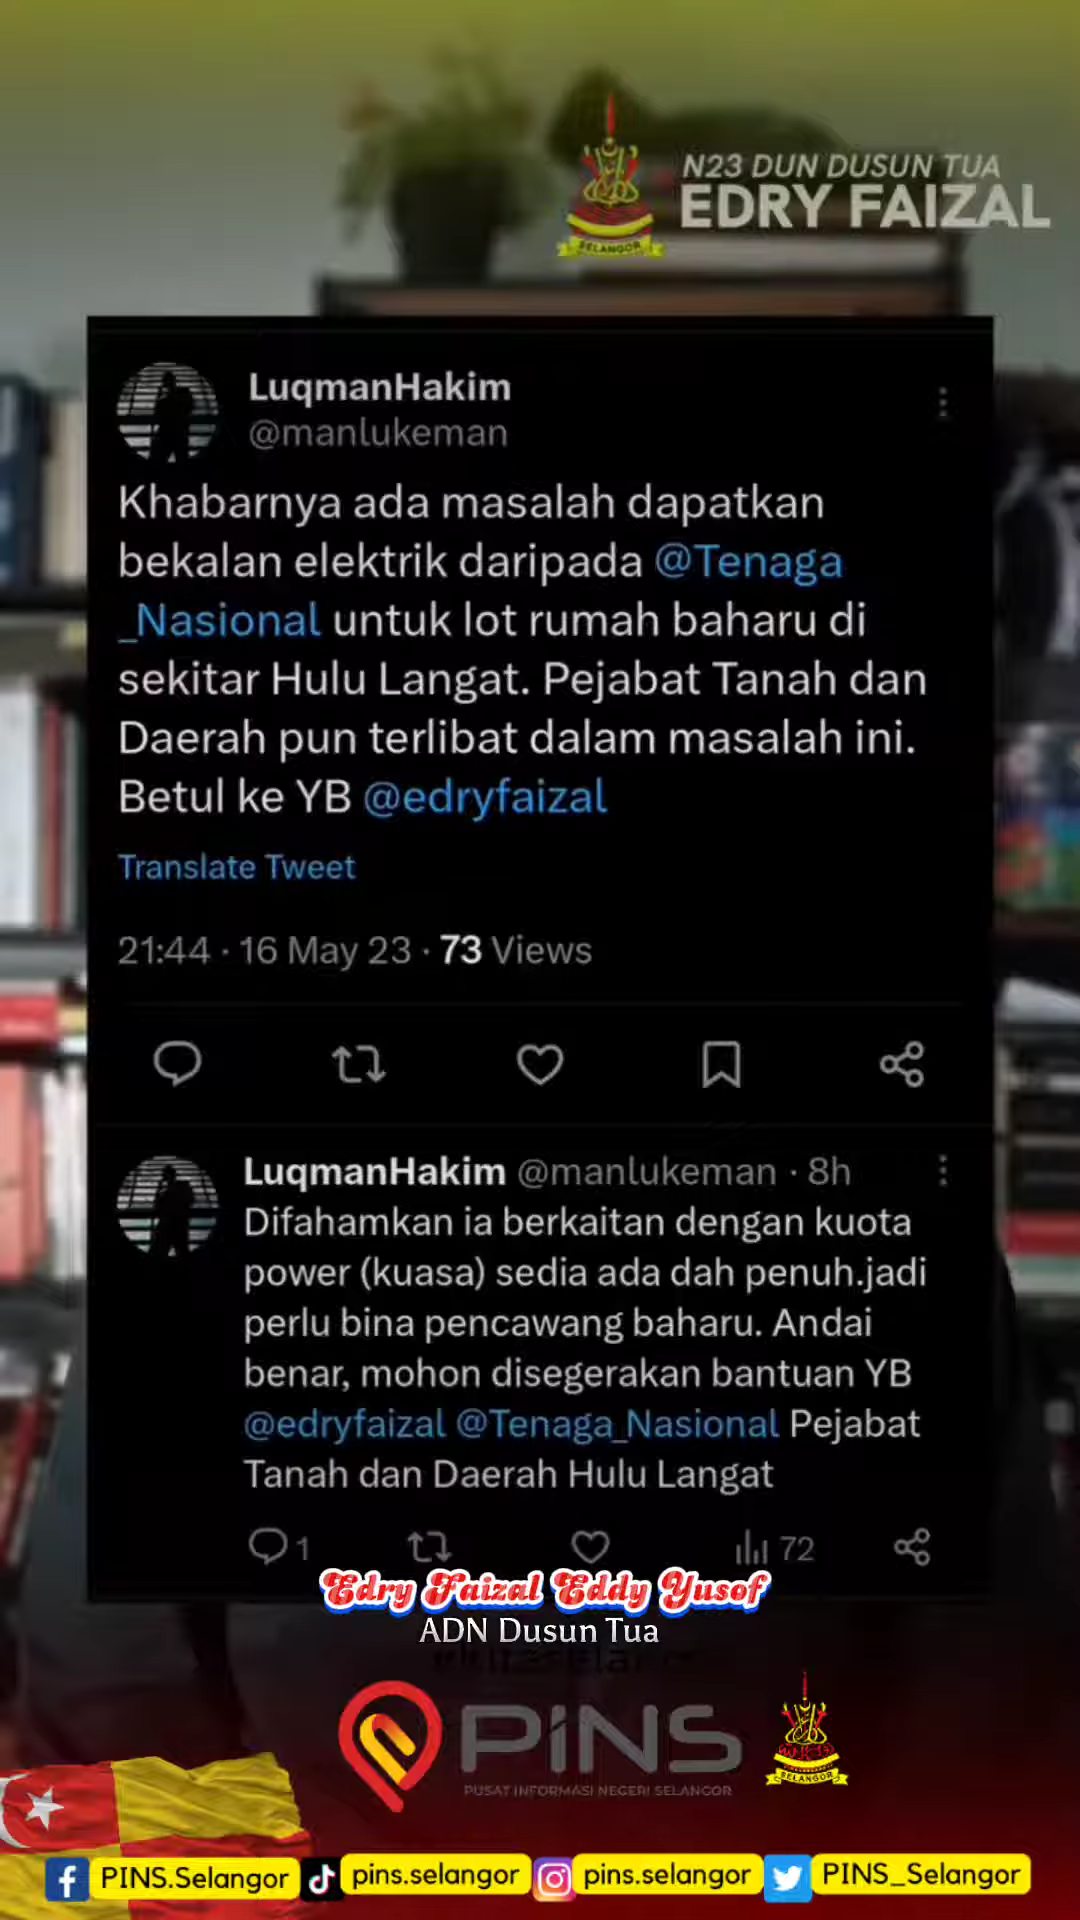 N23 DUN DUSUN TUA
EDRY FAIZAL
SELANGOR
LuqmanHakim
@manlukeman
Khabarnya ada masalah dapatkan
bekalan elektrik daripada @Tenaga
_Nasional untuk lot rumah baharu di
sekitar Hulu Langat. Pejabat Tanah dan
Daerah pun terlibat dalam masalah ini.
Betul ke YB @edryfaizal
Translate Tweet
21:44 · 16 May 23 · 73 Views
LuqmanHakim @manlukeman · 8h
Difahamkan ia berkaitan dengan kuota
power (kuasa) sedia ada dah penuh.jadi
perlu bina pencawang baharu. Andai
benar, mohon disegerakan bantuan YB
@edryfaizal @Tenaga_Nasional Pejabat
Tanah dan Daerah Hulu Langat
1 72
Edry Faizal Eddy Yusof
ADN Dusun Tua
PINS
PUSAT INFORMASI NEGERI SELANGOR
SELANGOR
PINS.Selangor pins.selangor pins.selangor PINS_Selangor